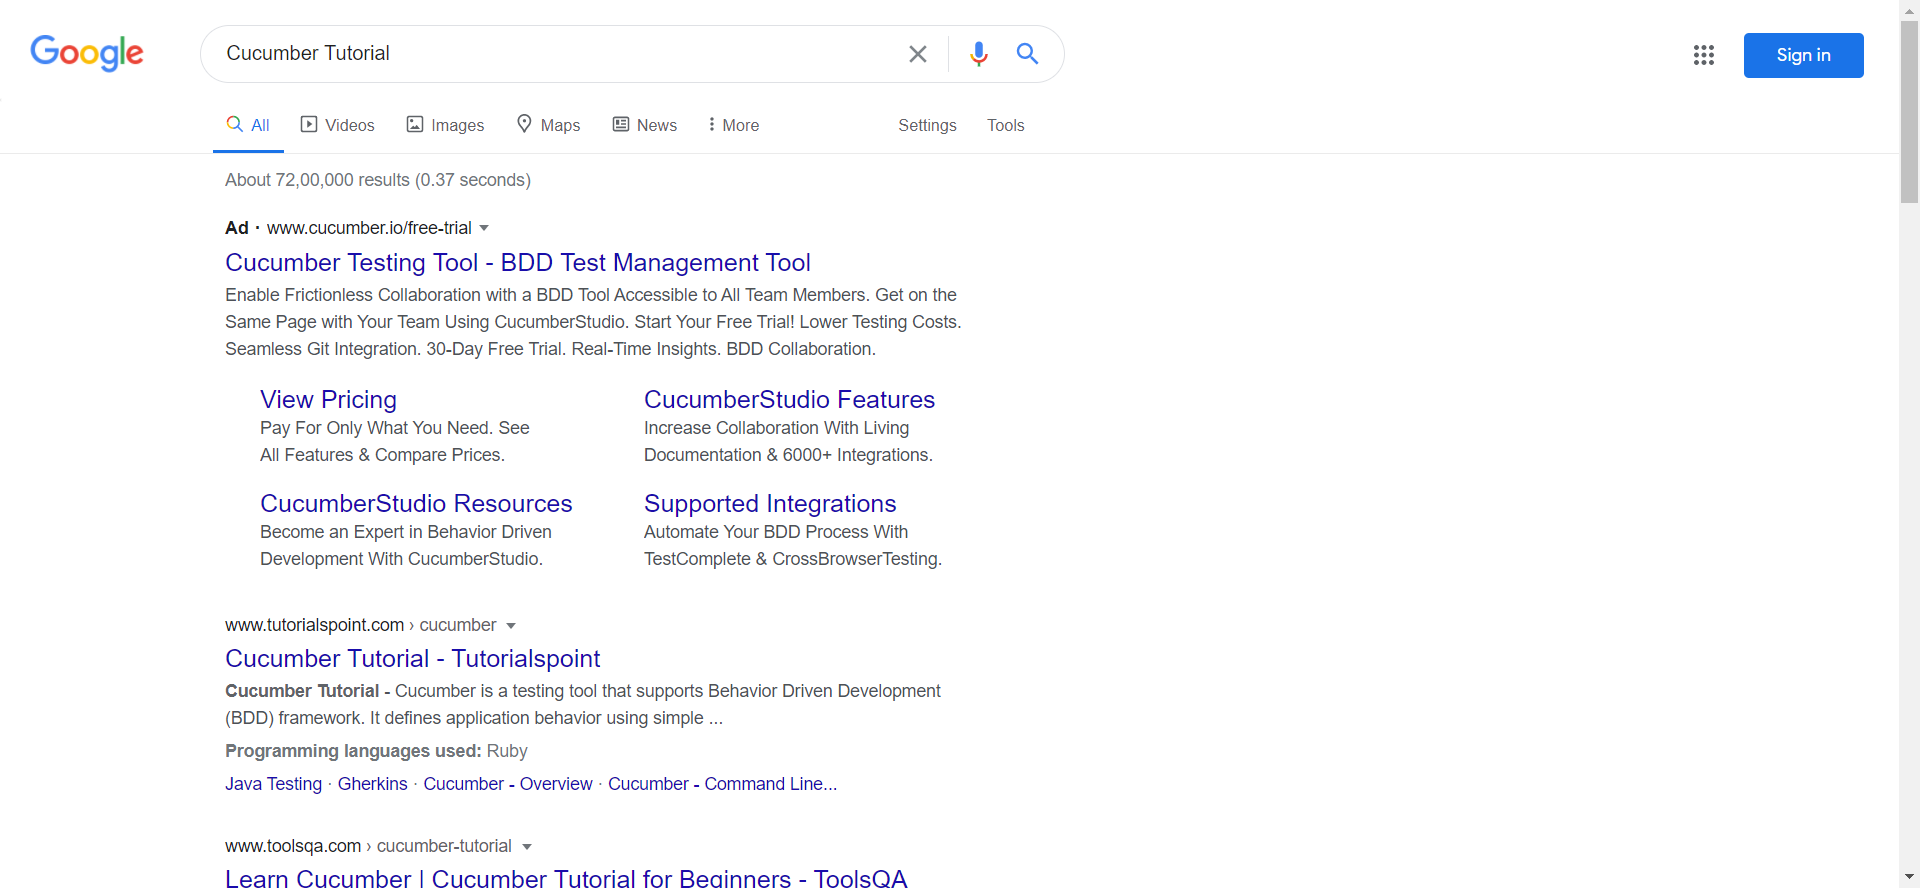 Google
Cucumber Tutorial
Sign in
All Videos Images Maps News More Settings Tools
About 72,00,000 results (0.37 seconds)
Ad · www.cucumber.io/free-trial
Cucumber Testing Tool - BDD Test Management Tool
Enable Frictionless Collaboration with a BDD Tool Accessible to All Team Members. Get on the
Same Page with Your Team Using CucumberStudio. Start Your Free Trial! Lower Testing Costs.
Seamless Git Integration. 30-Day Free Trial. Real-Time Insights. BDD Collaboration.
View Pricing
Pay For Only What You Need. See
All Features & Compare Prices.
CucumberStudio Features
Increase Collaboration With Living
Documentation & 6000+ Integrations.
CucumberStudio Resources
Become an Expert in Behavior Driven
Development With CucumberStudio.
Supported Integrations
Automate Your BDD Process With
TestComplete & CrossBrowserTesting.
www.tutorialspoint.com › cucumber
Cucumber Tutorial - Tutorialspoint
Cucumber Tutorial - Cucumber is a testing tool that supports Behavior Driven Development
(BDD) framework. It defines application behavior using simple ...
Programming languages used: Ruby
Java Testing · Gherkins · Cucumber - Overview · Cucumber - Command Line...
www.toolsqa.com › cucumber-tutorial
Learn Cucumber | Cucumber Tutorial for Beginners - ToolsQA